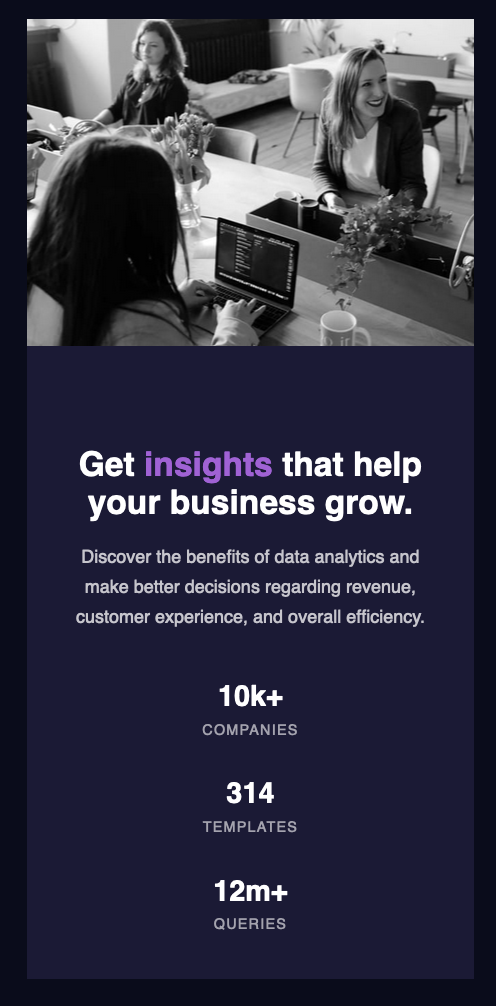 Get insights that help
your business grow.
Discover the benefits of data analytics and
make better decisions regarding revenue,
customer experience, and overall efficiency.
10k+
COMPANIES
314
TEMPLATES
12m+
QUERIES